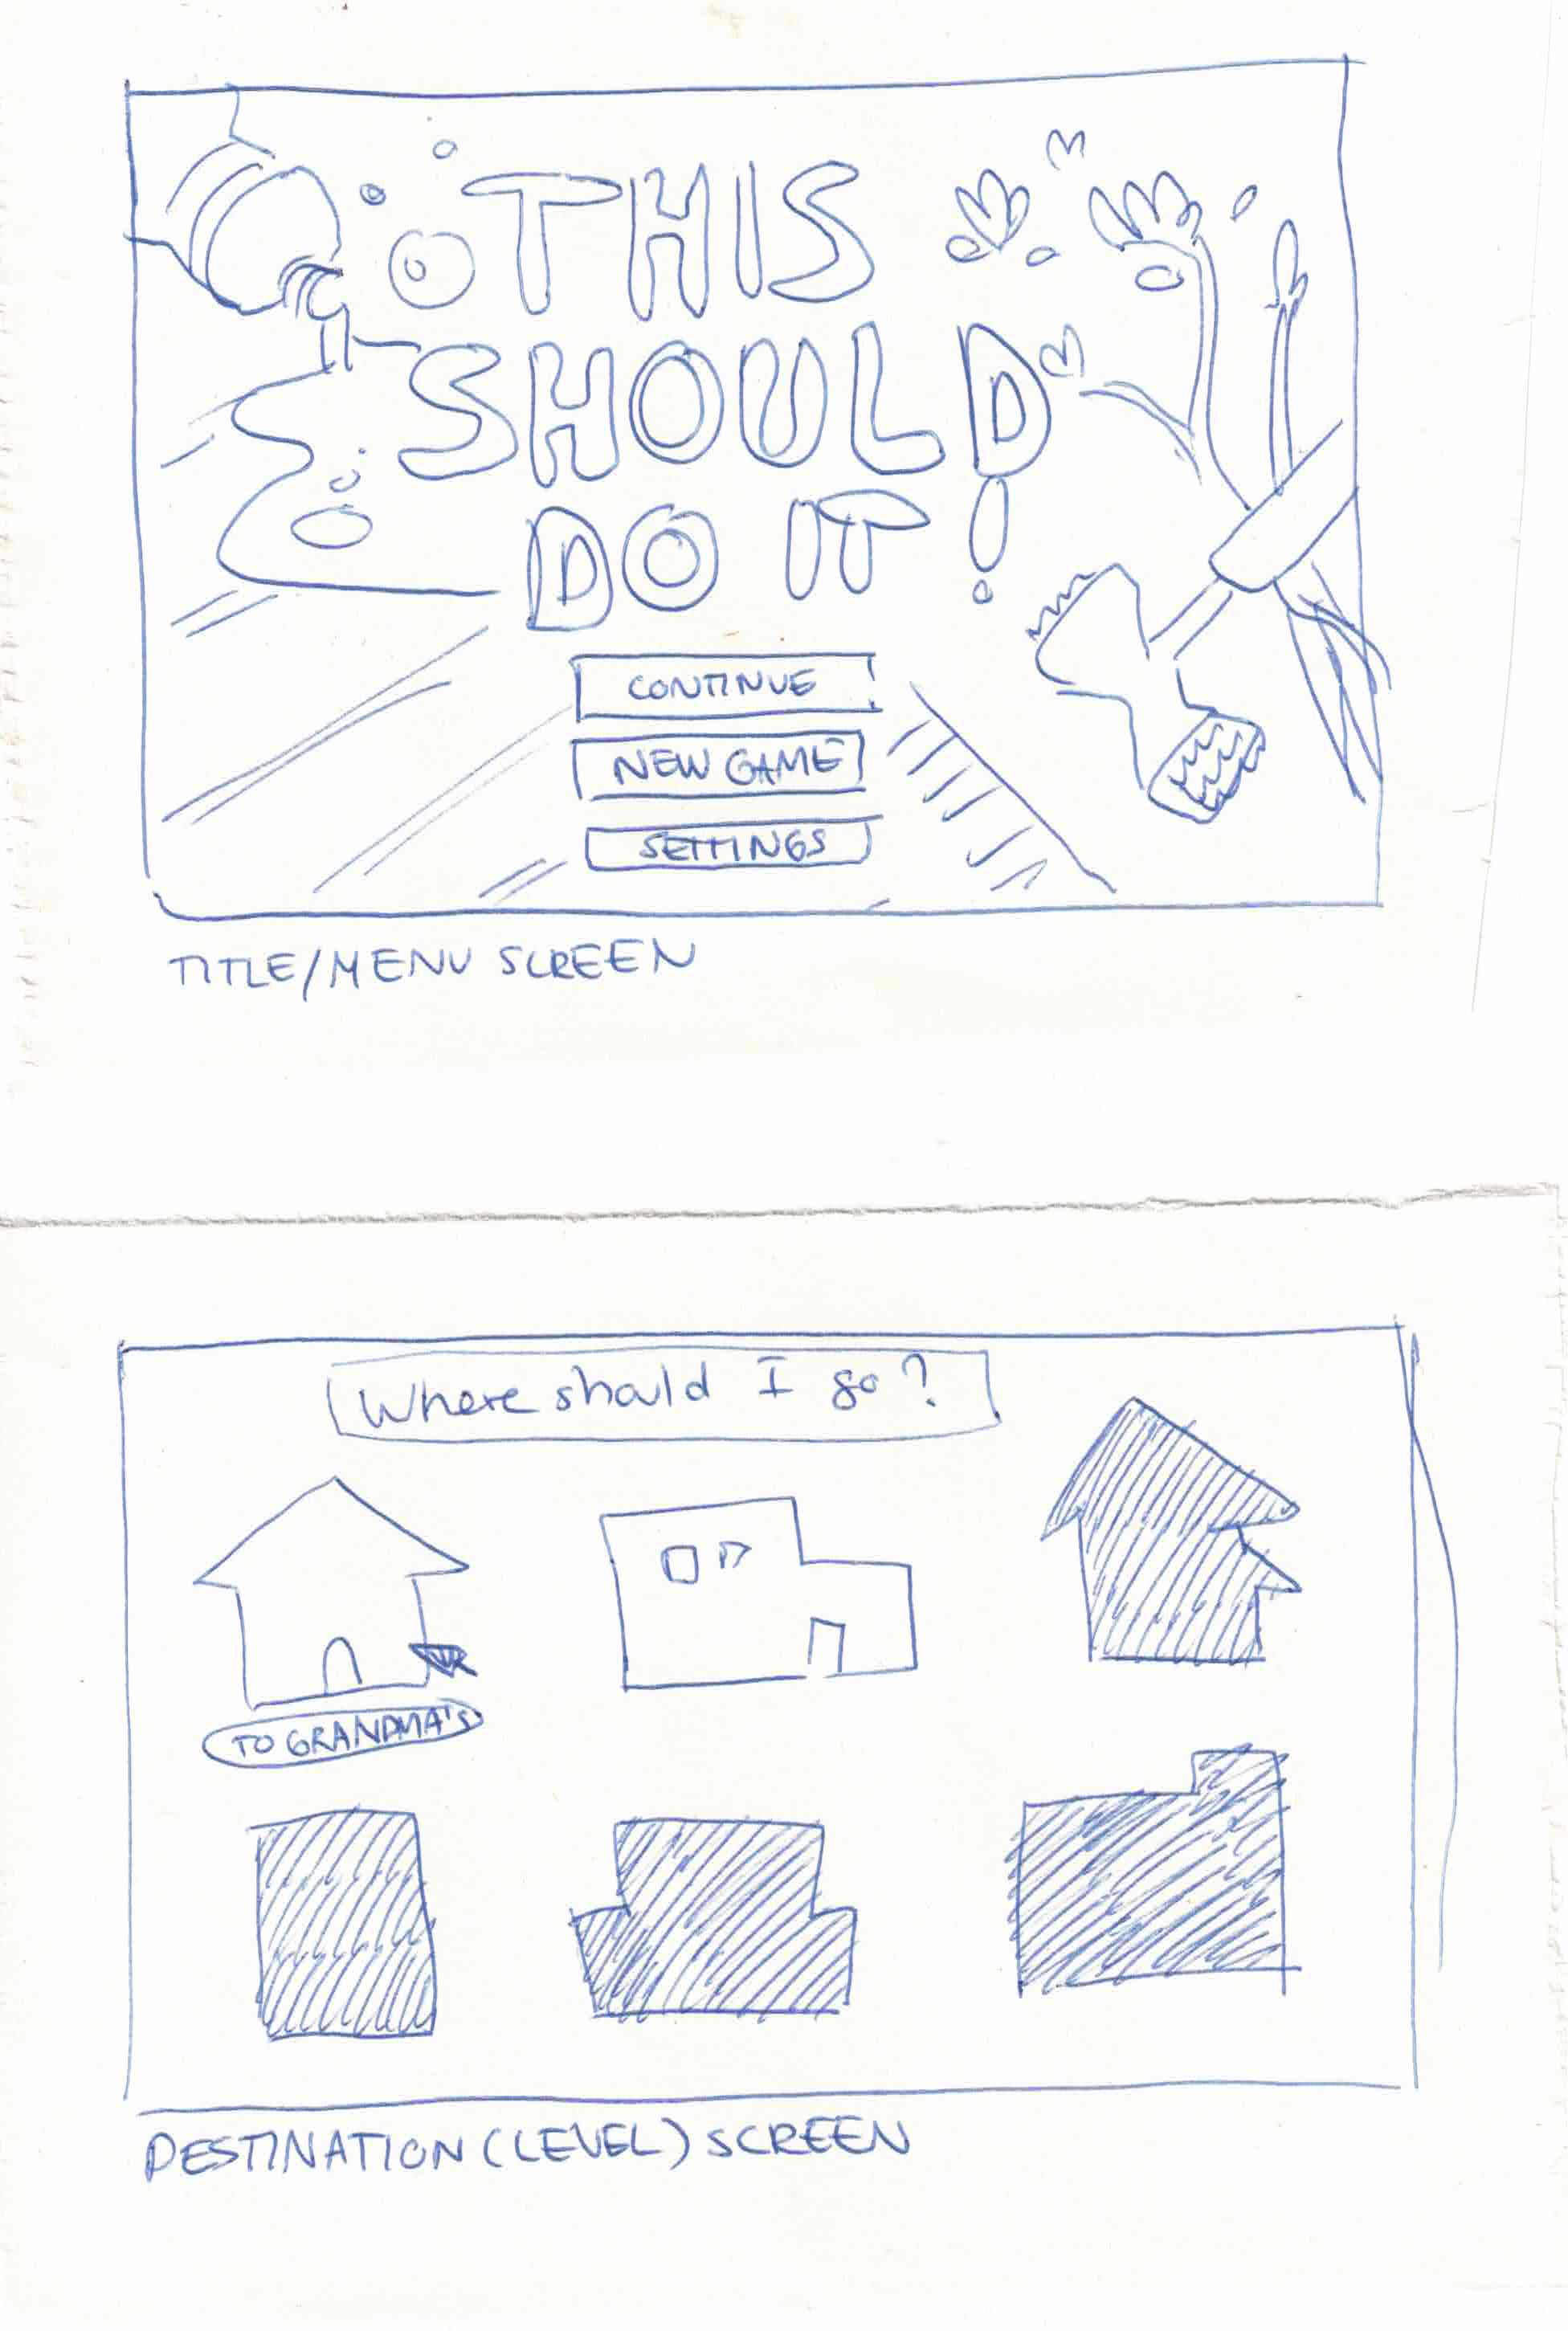 THIS
SHOULD
DO IT!
CONTINUE
NEW GAME
SETTINGS
TITLE/MENU SCREEN
Where should I go?
TO GRANDMA'S
DESTINATION (LEVEL) SCREEN